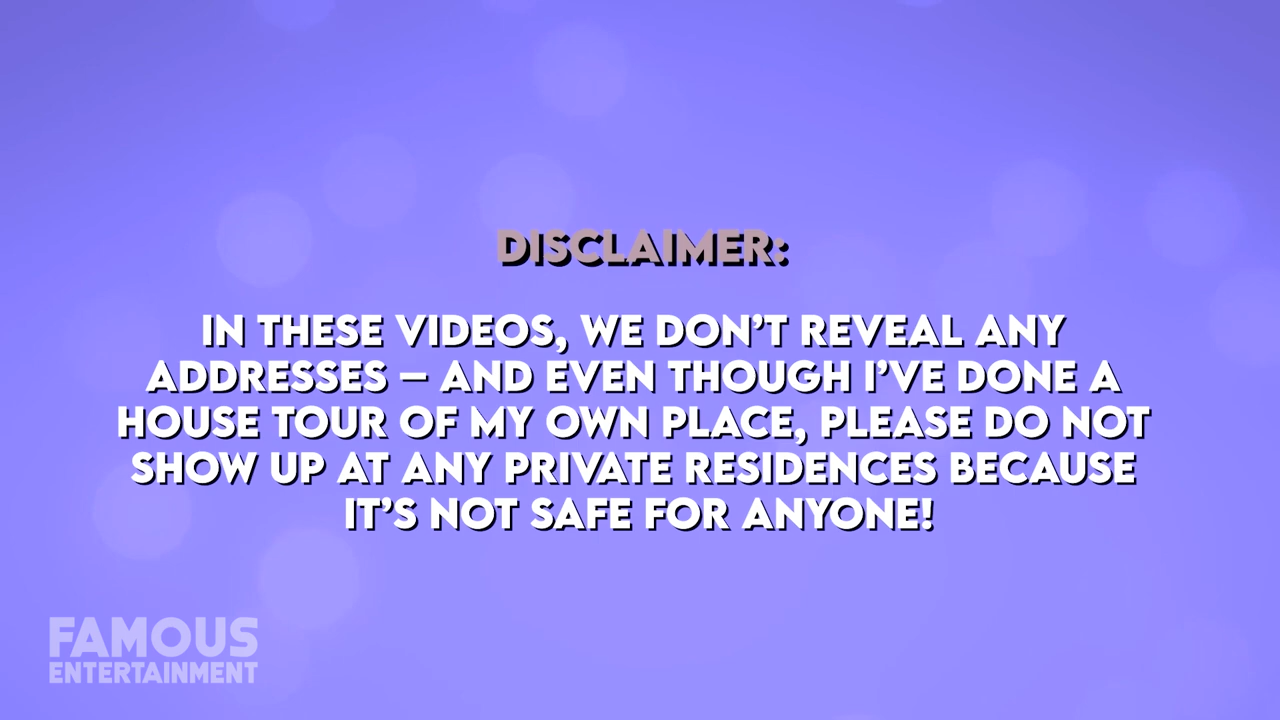 DISCLAIMER:
IN THESE VIDEOS, WE DON’T REVEAL ANY
ADDRESSES – AND EVEN THOUGH I’VE DONE A
HOUSE TOUR OF MY OWN PLACE, PLEASE DO NOT
SHOW UP AT ANY PRIVATE RESIDENCES BECAUSE
IT’S NOT SAFE FOR ANYONE!
FAMOUS
ENTERTAINMENT